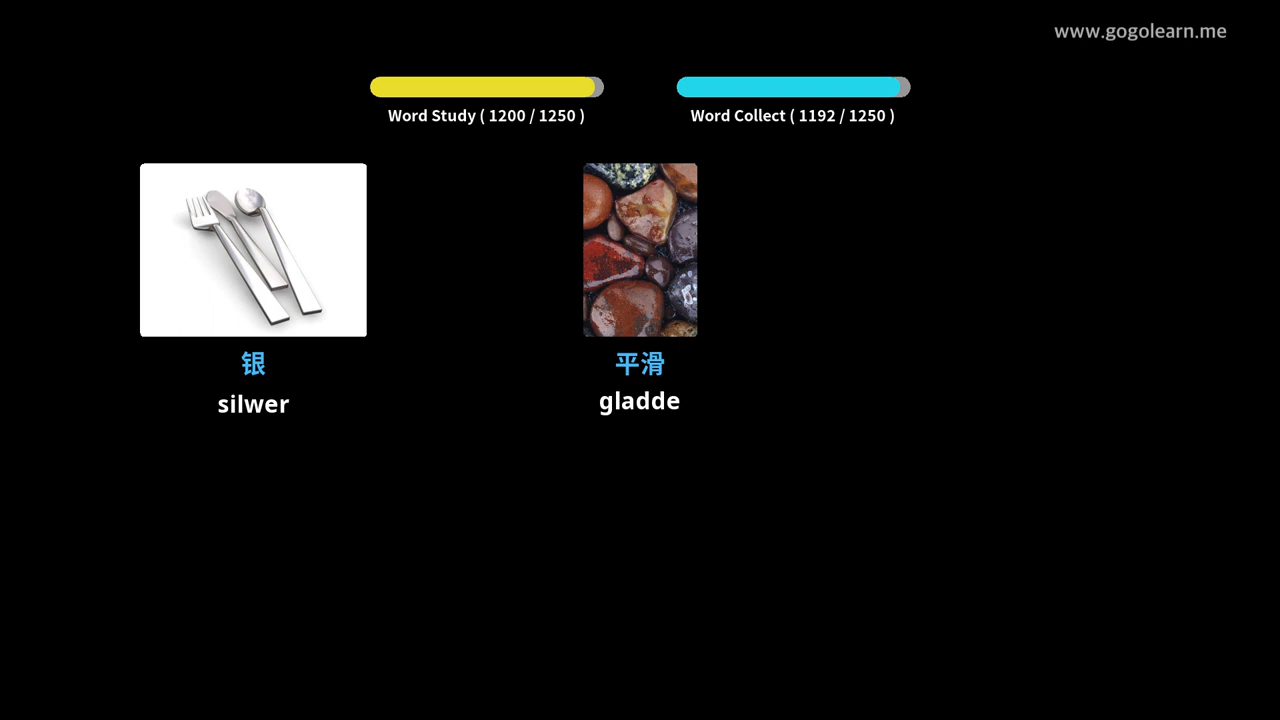 www.gogolearn.me
Word Study ( 1200 / 1250 )
Word Collect ( 1192 / 1250 )
银
silwer
平滑
gladde